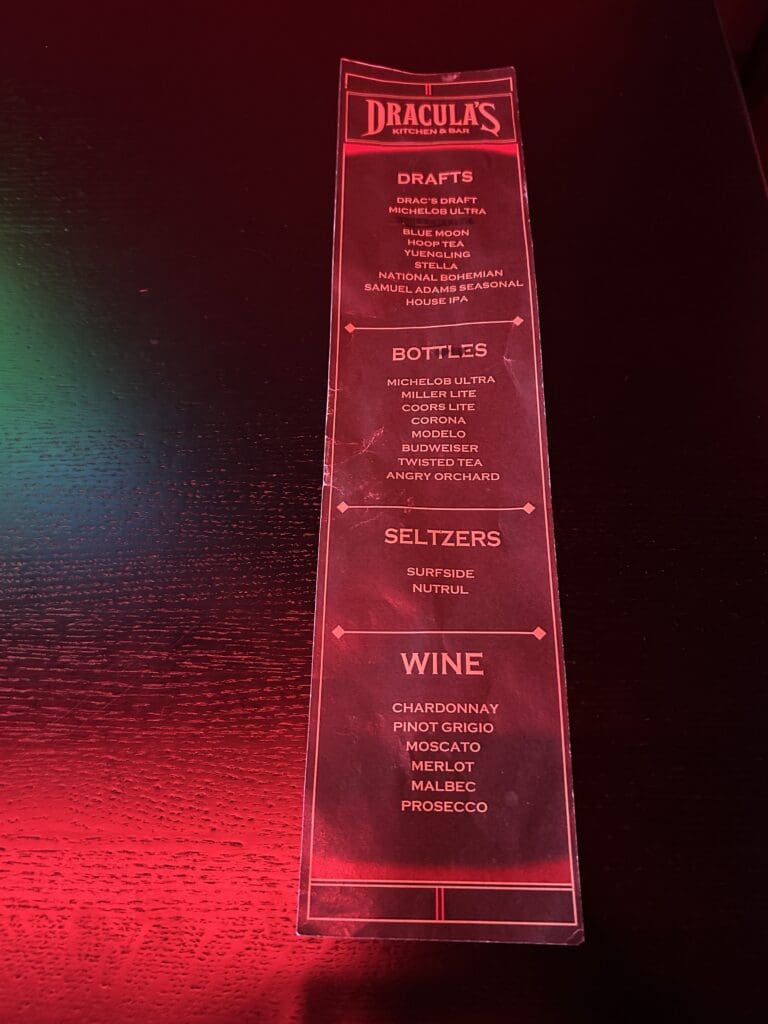 DRACULA'S
KITCHEN & BAR
DRAFTS
DRAC'S DRAFT
MICHELOB ULTRA
BLUE MOON
HOOP TEA
YUENGLING
STELLA
NATIONAL BOHEMIAN
SAMUEL ADAMS SEASONAL
HOUSE IPA
BOTTLES
MICHELOB ULTRA
MILLER LITE
COORS LITE
CORONA
MODELO
BUDWEISER
TWISTED TEA
ANGRY ORCHARD
SELTZERS
SURFSIDE
NUTRUL
WINE
CHARDONNAY
PINOT GRIGIO
MOSCATO
MERLOT
MALBEC
PROSECCO